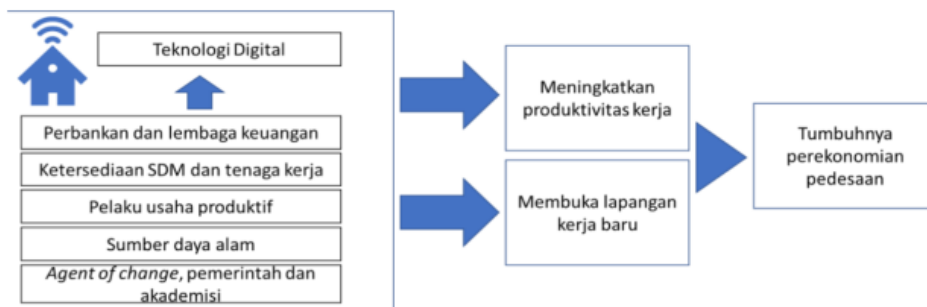 Teknologi Digital
Perbankan dan lembaga keuangan
Ketersediaan SDM dan tenaga kerja
Pelaku usaha produktif
Sumber daya alam
Agent of change, pemerintah dan
akademisi
Meningkatkan
produktivitas kerja
Membuka lapangan
kerja baru
Tumbuhnya
perekonomian
pedesaan